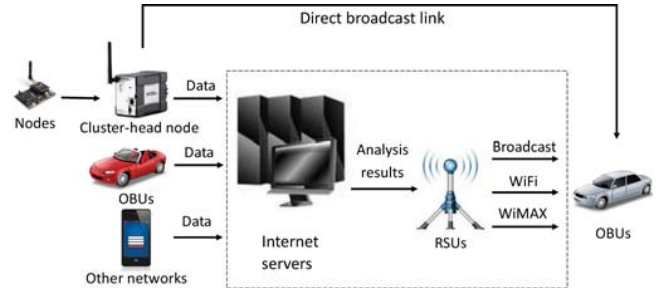 Direct broadcast link
Nodes
Cluster-head node
Data
OBUs
Data
Other networks
Data
Internet
servers
Analysis
results
RSUs
Broadcast
WiFi
WiMAX
OBUs